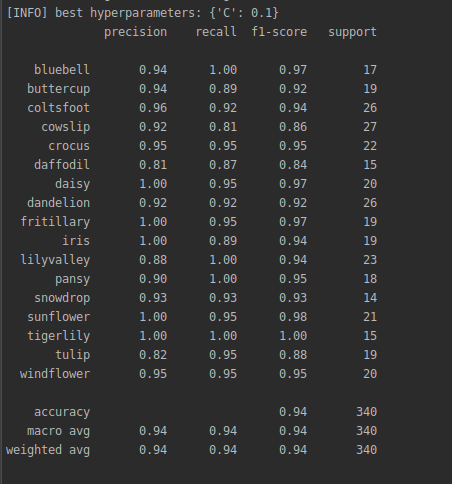 [INFO] best hyperparameters: {'C': 0.1}
precision recall f1-score support
bluebell 0.94 1.00 0.97 17
buttercup 0.94 0.89 0.92 19
coltsfoot 0.96 0.92 0.94 26
cowslip 0.92 0.81 0.86 27
crocus 0.95 0.95 0.95 22
daffodil 0.81 0.87 0.84 15
daisy 1.00 0.95 0.97 20
dandelion 0.92 0.92 0.92 26
fritillary 1.00 0.95 0.97 19
iris 1.00 0.89 0.94 19
lilyvalley 0.88 1.00 0.94 23
pansy 0.90 1.00 0.95 18
snowdrop 0.93 0.93 0.93 14
sunflower 1.00 0.95 0.98 21
tigerlily 1.00 1.00 1.00 15
tulip 0.82 0.95 0.88 19
windflower 0.95 0.95 0.95 20
accuracy 0.94 340
macro avg 0.94 0.94 0.94 340
weighted avg 0.94 0.94 0.94 340